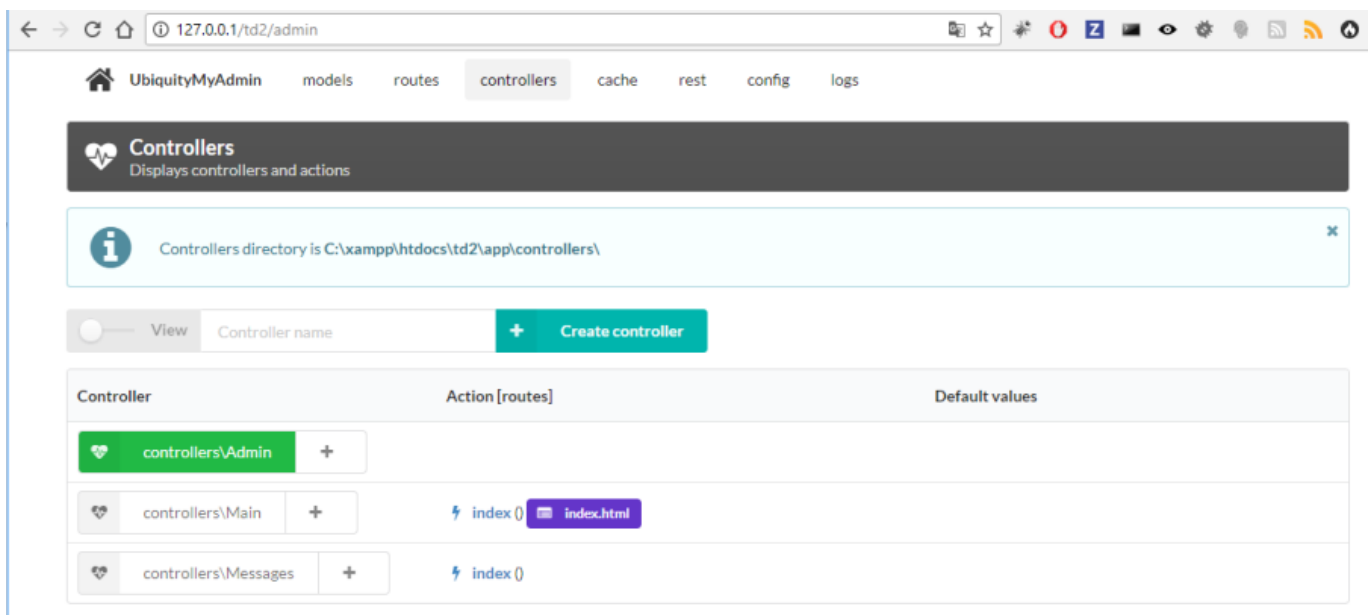 127.0.0.1/td2/admin
UbiquityMyAdmin models routes controllers cache rest config logs
Controllers
Displays controllers and actions
Controllers directory is C:\xampp\htdocs\td2\app\controllers\
View Controller name + Create controller
Controller Action [routes] Default values
controllers\Admin +
controllers\Main + index () index.html
controllers\Messages + index ()